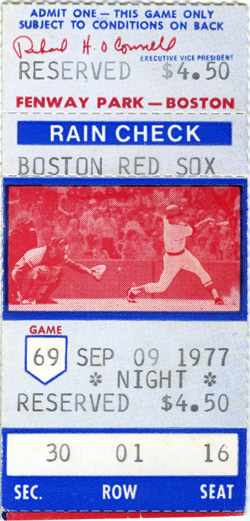 ADMIT ONE — THIS GAME ONLY
SUBJECT TO CONDITIONS ON BACK
Richard H. O'Connell
EXECUTIVE VICE PRESIDENT
RESERVED $4.50
FENWAY PARK — BOSTON
RAIN CHECK
BOSTON RED SOX
GAME
69 SEP 09 1977
* NIGHT *
RESERVED $4.50
30 01 16
SEC. ROW SEAT